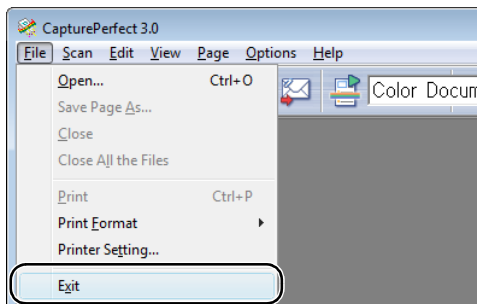 CapturePerfect 3.0
File Scan Edit View Page Options Help
Open... Ctrl+O
Save Page As...
Close
Close All the Files
Print Ctrl+P
Print Format
Printer Setting...
Exit
Color Docum